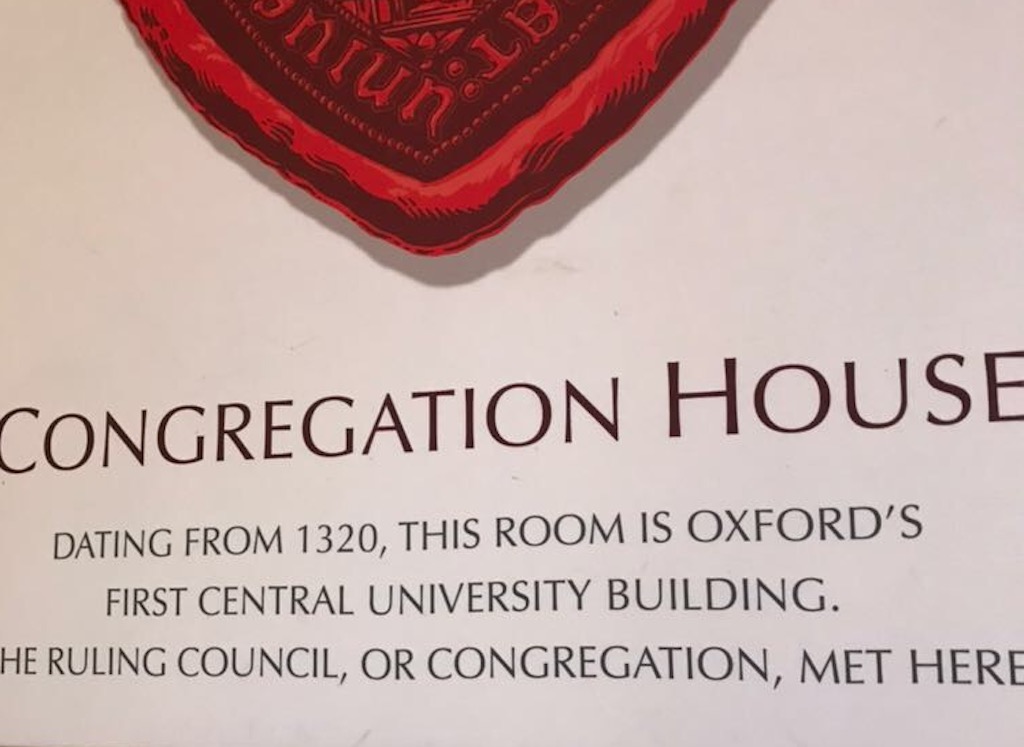 CONGREGATION HOUSE
DATING FROM 1320, THIS ROOM IS OXFORD'S
FIRST CENTRAL UNIVERSITY BUILDING.
HE RULING COUNCIL, OR CONGREGATION, MET HERE